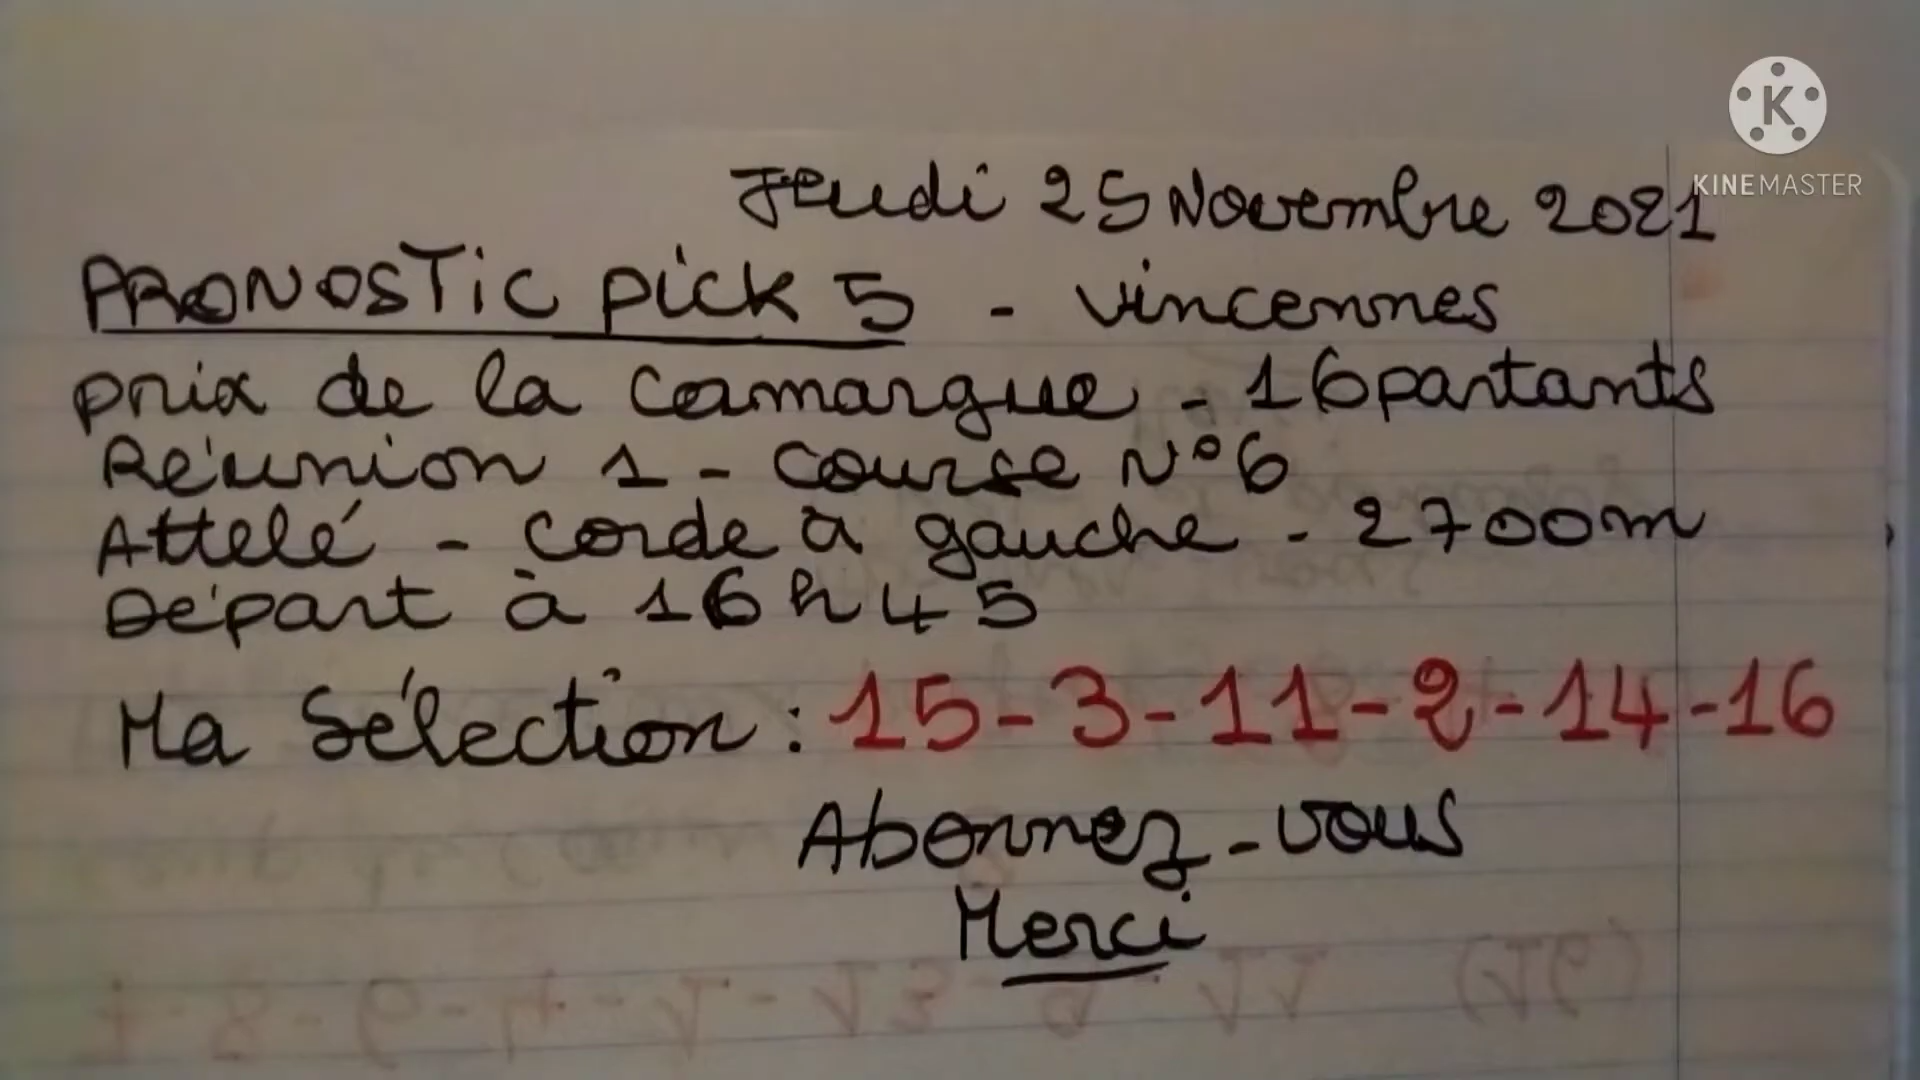 KINEMASTER
Jeudi 25 Novembre 2021
PRONOSTIC PICK 5 - Vincennes
prix de la Camargue - 16 partants
Réunion 1 - Course N°6
Attelé - Corde à gauche - 2700m
Départ à 16h45
Ma Sélection : 15-3-11-2-14-16
Abonnez-vous
Merci